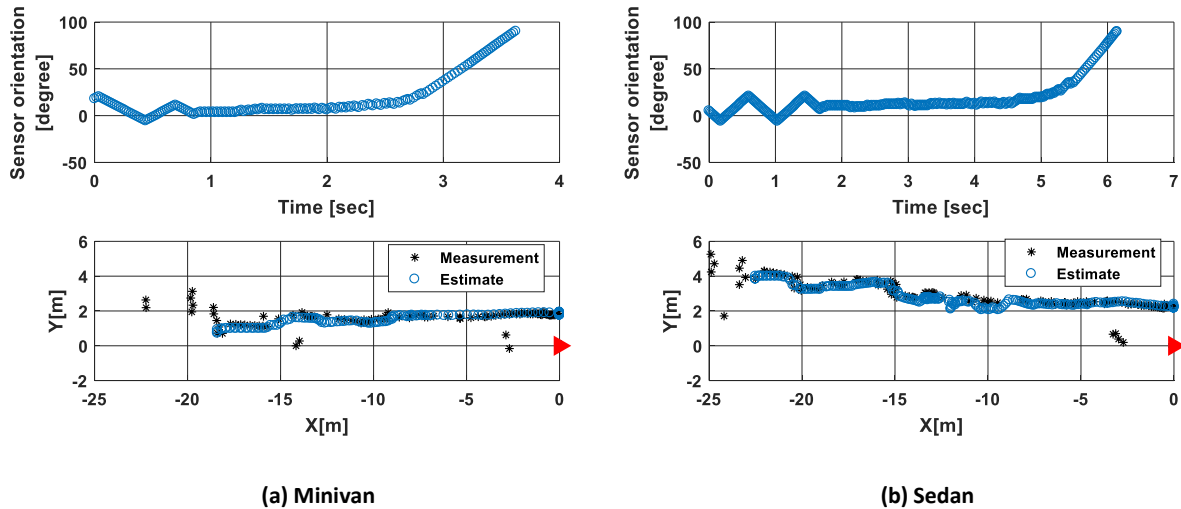 Sensor orientation
[degree]
100
50
0
-50
0 1 2 3 4
Time [sec]
Sensor orientation
[degree]
100
50
0
-50
0 1 2 3 4 5 6 7
Time [sec]
Y[m]
6
4
2
0
-2
Measurement
Estimate
-25 -20 -15 -10 -5 0
X[m]
Y[m]
6
4
2
0
-2
Measurement
Estimate
-25 -20 -15 -10 -5 0
X[m]
(a) Minivan
(b) Sedan